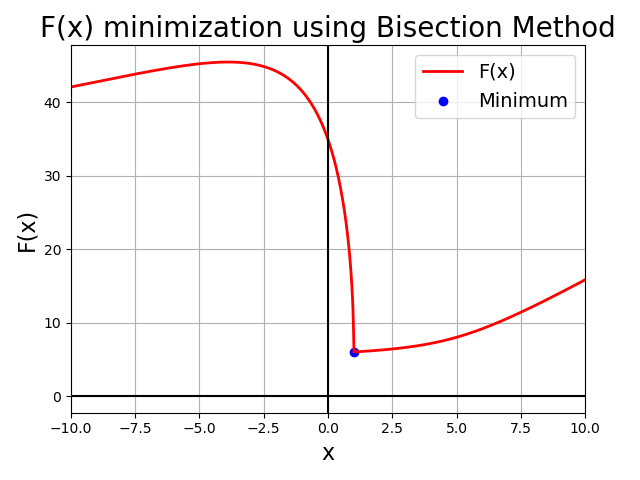 F(x) minimization using Bisection Method
F(x)
Minimum
40
30
20
10
0
F(x)
−10.0 −7.5 −5.0 −2.5 0.0 2.5 5.0 7.5 10.0
x